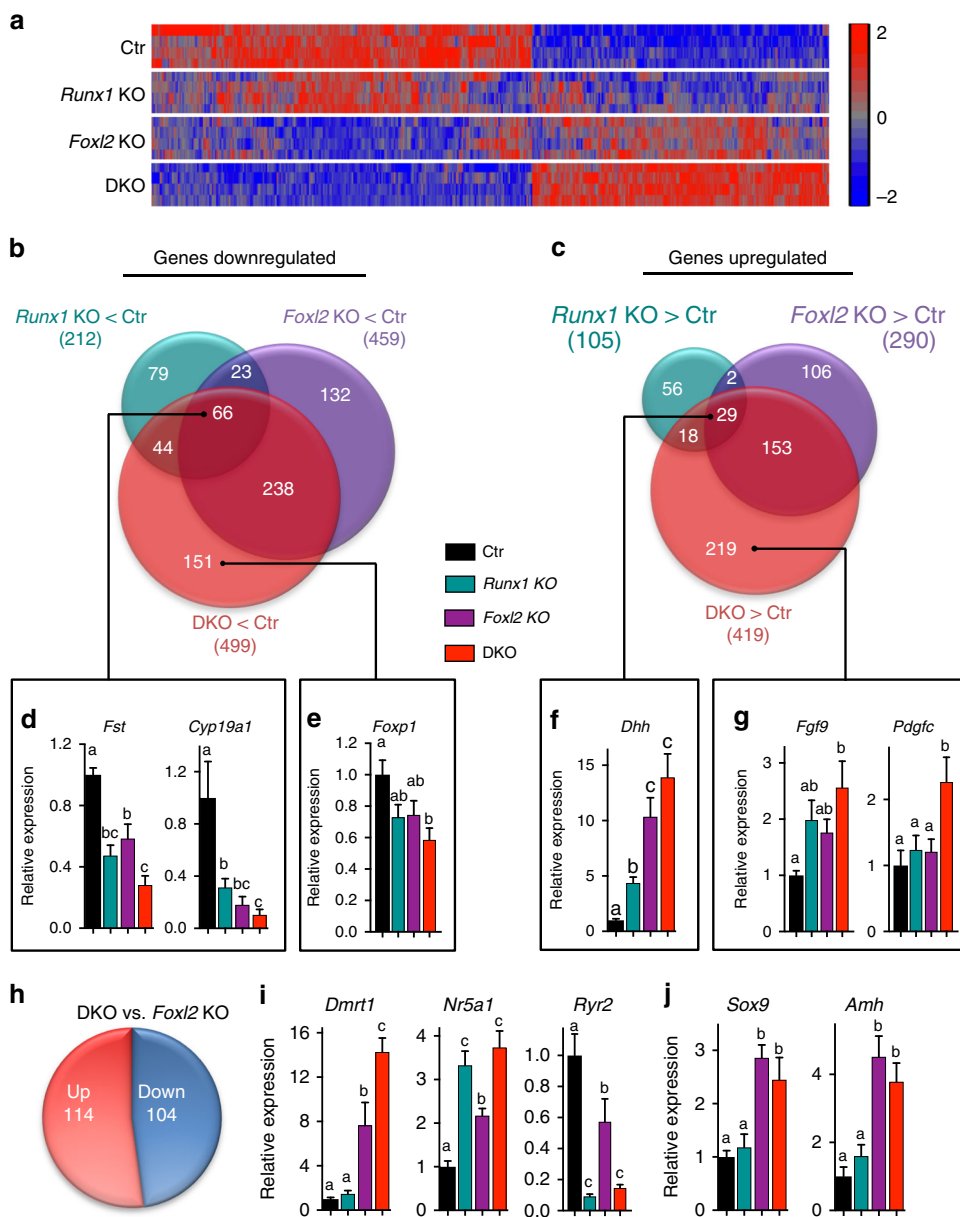 a
Ctr
Runx1 KO
Foxl2 KO
DKO
2
0
–2
b
Genes downregulated
Runx1 KO < Ctr
(212)
Foxl2 KO < Ctr
(459)
79
23
132
66
44
238
151
DKO < Ctr
(499)
c
Genes upregulated
Runx1 KO > Ctr
(105)
Foxl2 KO > Ctr
(290)
56
2
106
29
18
153
219
DKO > Ctr
(419)
Ctr
Runx1 KO
Foxl2 KO
DKO
d
Fst
Relative expression
1.2
0.8
0.4
0.0
a
bc
b
c
Cyp19a1
1.2
0.8
0.4
0.0
a
b
bc
c
e
Foxp1
Relative expression
1.2
1.0
0.8
0.6
0.4
0.2
0.0
a
ab
ab
b
f
Dhh
Relative expression
15
10
5
0
a
b
c
c
g
Fgf9
Relative expression
3
2
1
0
a
ab
ab
b
Pdgfc
2
1
0
a
a
a
b
h
DKO vs. Foxl2 KO
Up
114
Down
104
i
Dmrt1
Relative expression
16
12
8
4
0
a
a
b
c
Nr5a1
4
3
2
1
0
a
c
b
c
Ryr2
1.0
0.8
0.6
0.4
0.2
0.0
a
c
b
c
j
Sox9
Relative expression
3
2
1
0
a
a
b
b
Amh
4
2
0
a
a
b
b